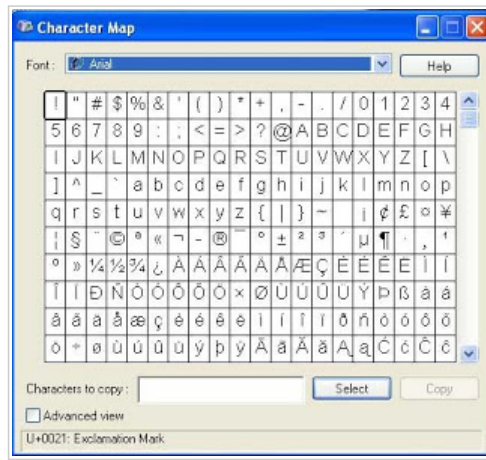 Character Map
Font : Arial Help
! " # $ % & ' ( ) * + , - . / 0 1 2 3 4
5 6 7 8 9 : ; < = > ? @ A B C D E F G H
I J K L M N O P Q R S T U V W X Y Z [ \
] ^ _ ` a b c d e f g h i j k l m n o p
q r s t u v w x y z { | } ~ ¡ ¢ £ ¤ ¥
¦ § ¨ © ª « ¬ - ® ¯ ° ± ² ³ ´ µ ¶ · ¸ ¹
º » ¼ ½ ¾ ¿ À Á Â Ã Ä Å Æ Ç È É Ê Ë Ì Í
Î Ï Ð Ñ Ò Ó Ô Õ Ö × Ø Ù Ú Û Ü Ý Þ ß à á
â ã ä å æ ç è é ê ë ì í î ï ð ñ ò ó ô õ
ö ÷ ø ù ú û ü ý þ ÿ Ā ā Ă ă Ą ą Ć ć Ĉ ĉ
Characters to copy : Select Copy
Advanced view
U+0021: Exclamation Mark